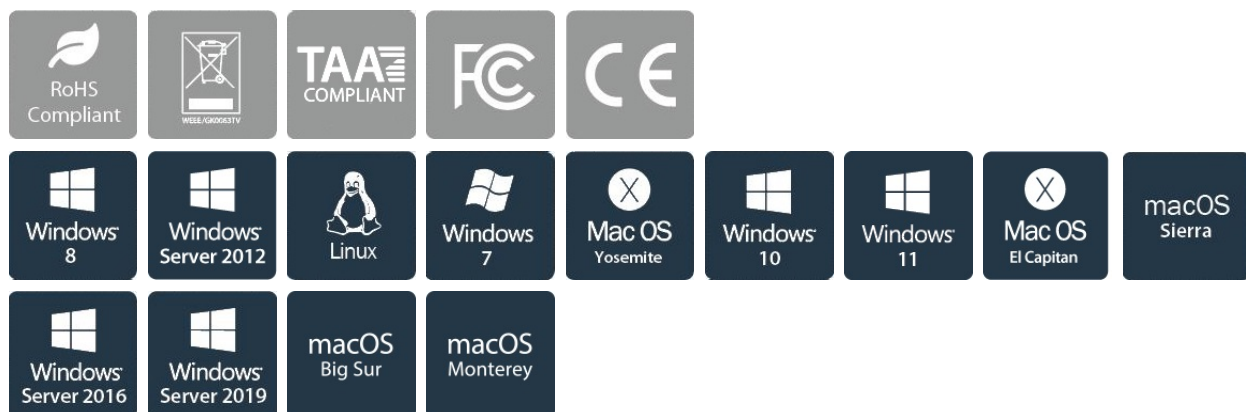 RoHS
Compliant
WEEE/GK0063TV
TAA
COMPLIANT
FC
CE
Windows
8
Windows
Server 2012
Linux
Windows
7
X
Mac OS
Yosemite
Windows
10
Windows
11
X
Mac OS
El Capitan
macOS
Sierra
Windows
Server 2016
Windows
Server 2019
macOS
Big Sur
macOS
Monterey